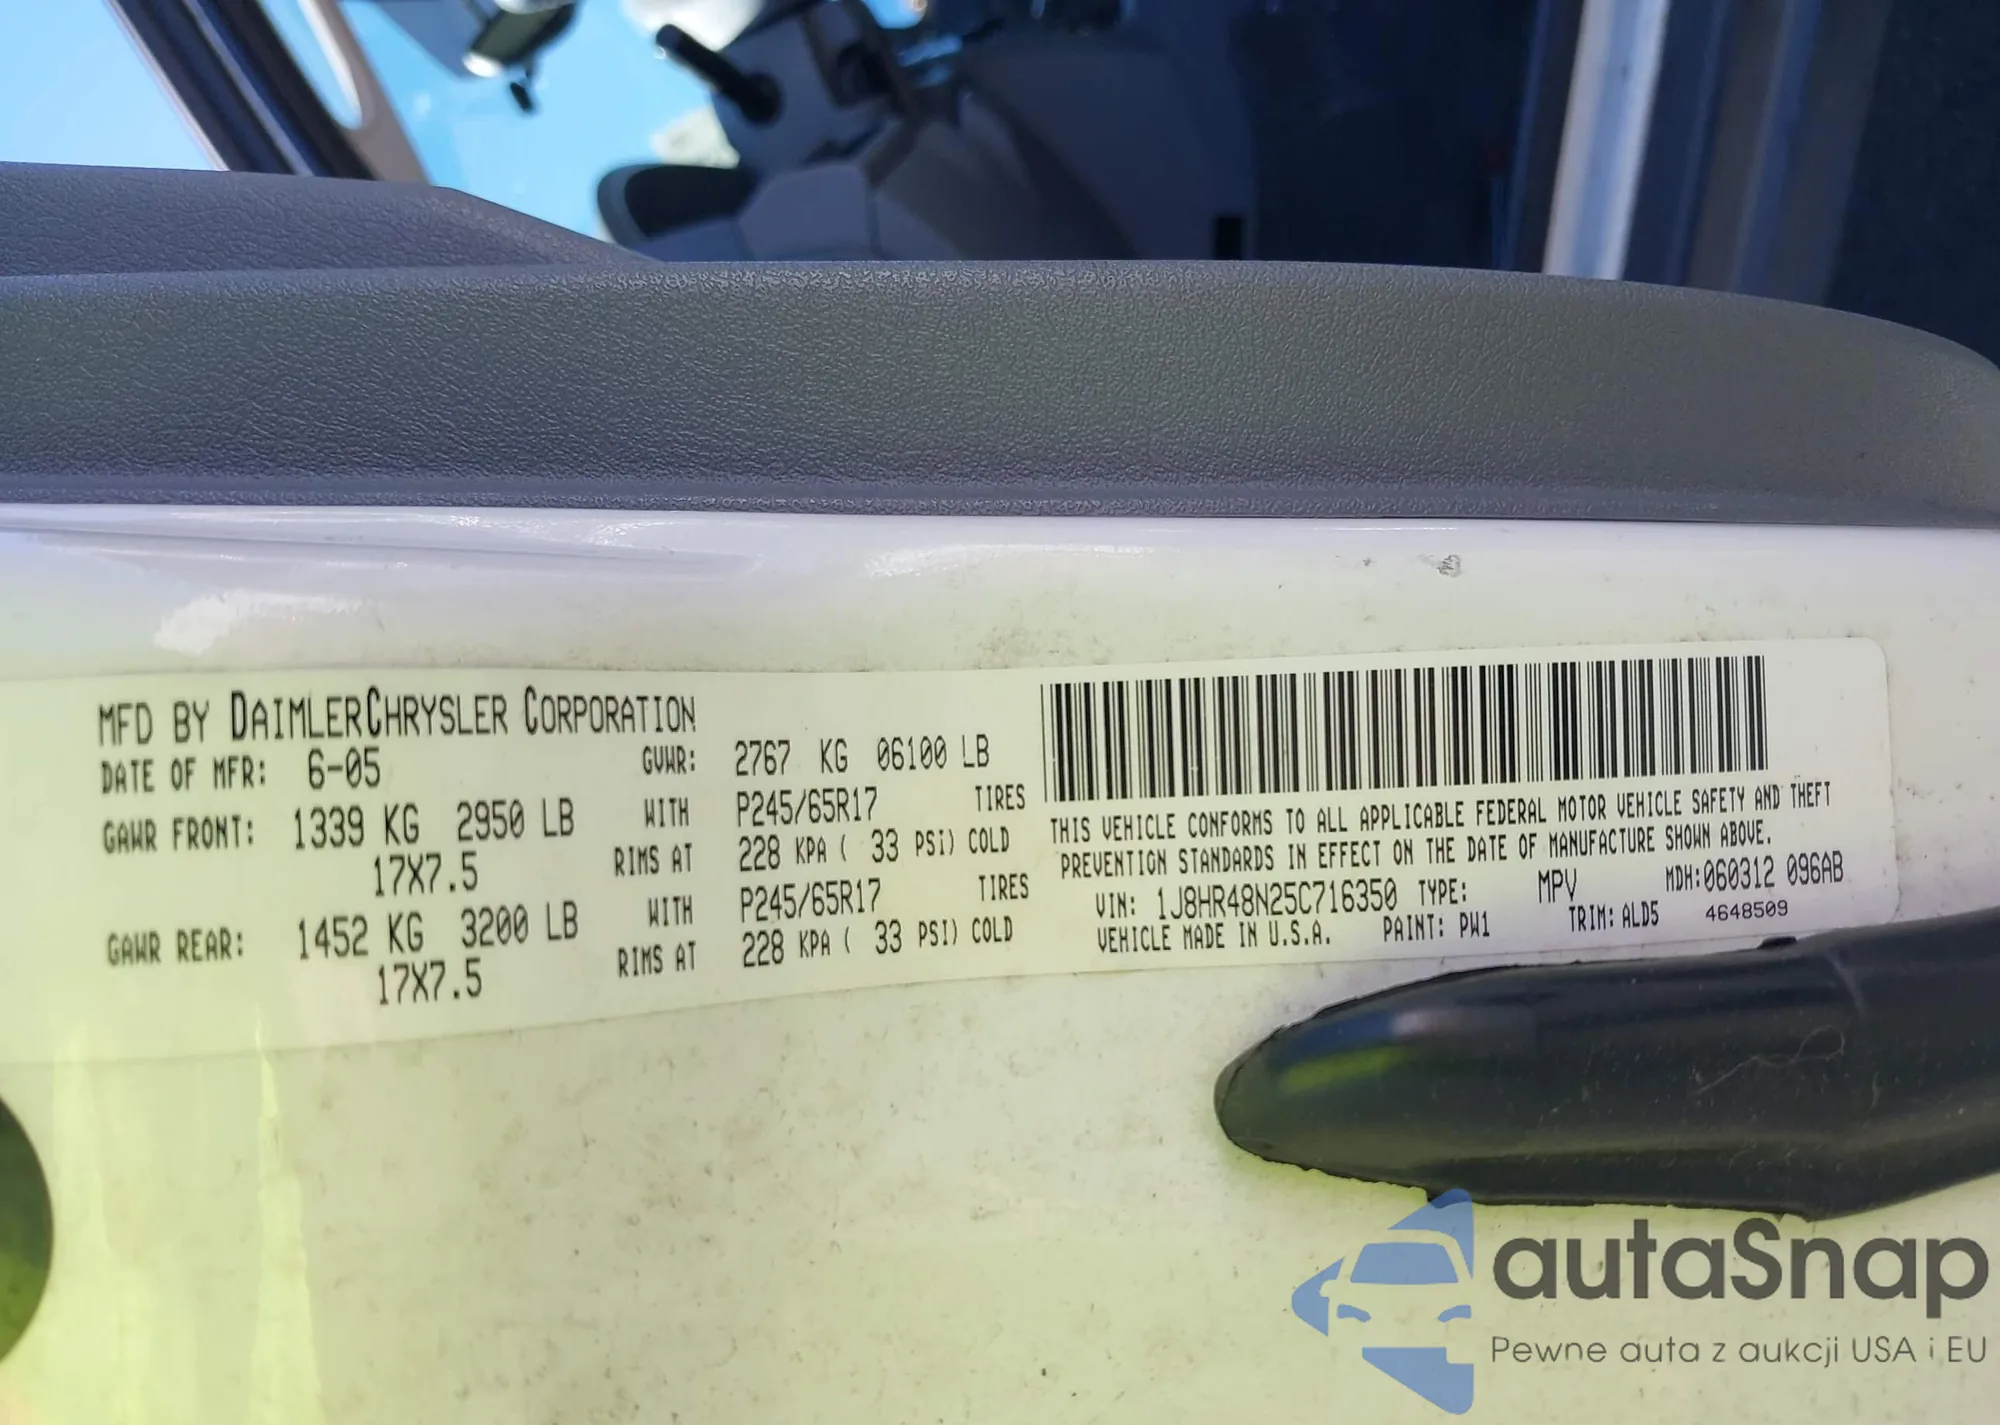 MFD BY DAIMLERCHRYSLER CORPORATION
DATE OF MFR: 6-05 GVWR: 2767 KG 06100 LB
GAWR FRONT: 1339 KG 2950 LB WITH P245/65R17 TIRES
17X7.5 RIMS AT 228 KPA ( 33 PSI) COLD
GAWR REAR: 1452 KG 3200 LB WITH P245/65R17 TIRES
17X7.5 RIMS AT 228 KPA ( 33 PSI) COLD
THIS VEHICLE CONFORMS TO ALL APPLICABLE FEDERAL MOTOR VEHICLE SAFETY AND THEFT
PREVENTION STANDARDS IN EFFECT ON THE DATE OF MANUFACTURE SHOWN ABOVE.
VIN: 1J8HR48N25C716350 TYPE: MPV MDH:060312 096AB
VEHICLE MADE IN U.S.A. PAINT: PW1 TRIM: ALD5 4648509
autaSnap
Pewne auta z aukcji USA i EU